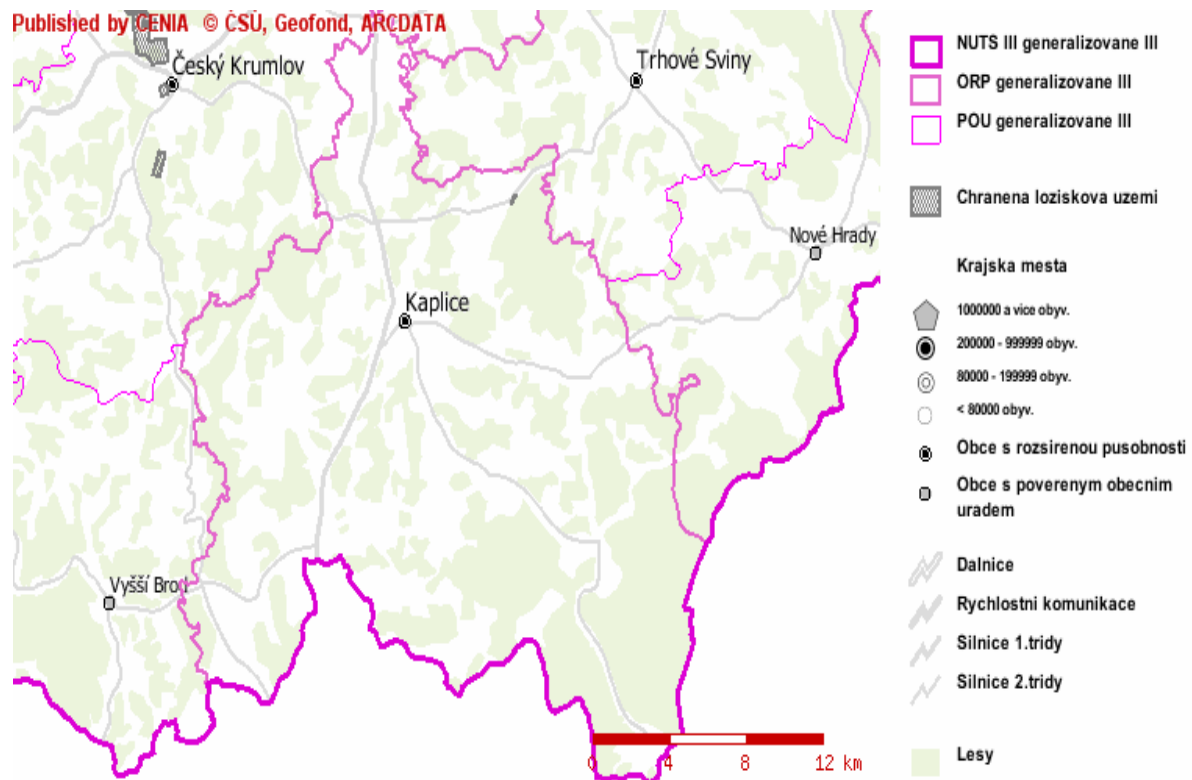 Published by CENIA © ČSÚ, Geofond, ARCDATA
Český Krumlov
Trhové Sviny
Nové Hrady
Kaplice
Vyšší Brod
0 4 8 12 km
NUTS III generalizovane III
ORP generalizovane III
POU generalizovane III
Chranena loziskova uzemi
Krajska mesta
1000000 a vice obyv.
200000 - 999999 obyv.
80000 - 199999 obyv.
< 80000 obyv.
Obce s rozsirenou pusobnosti
Obce s poverenym obecnim
uradem
Dalnice
Rychlostni komunikace
Silnice 1.tridy
Silnice 2.tridy
Lesy